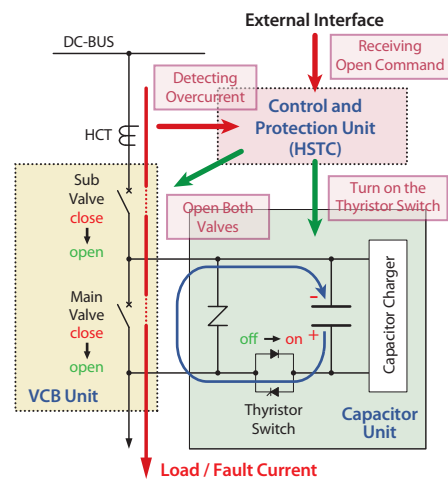 External Interface
DC-BUS
Receiving
Open Command
Detecting
Overcurrent
Control and
Protection Unit
(HSTC)
HCT
Sub
Valve
close
open
Open Both
Valves
Turn on the
Thyristor Switch
Main
Valve
close
open
VCB Unit
-
+
off on
Thyristor
Switch
Capacitor Charger
Capacitor
Unit
Load / Fault Current